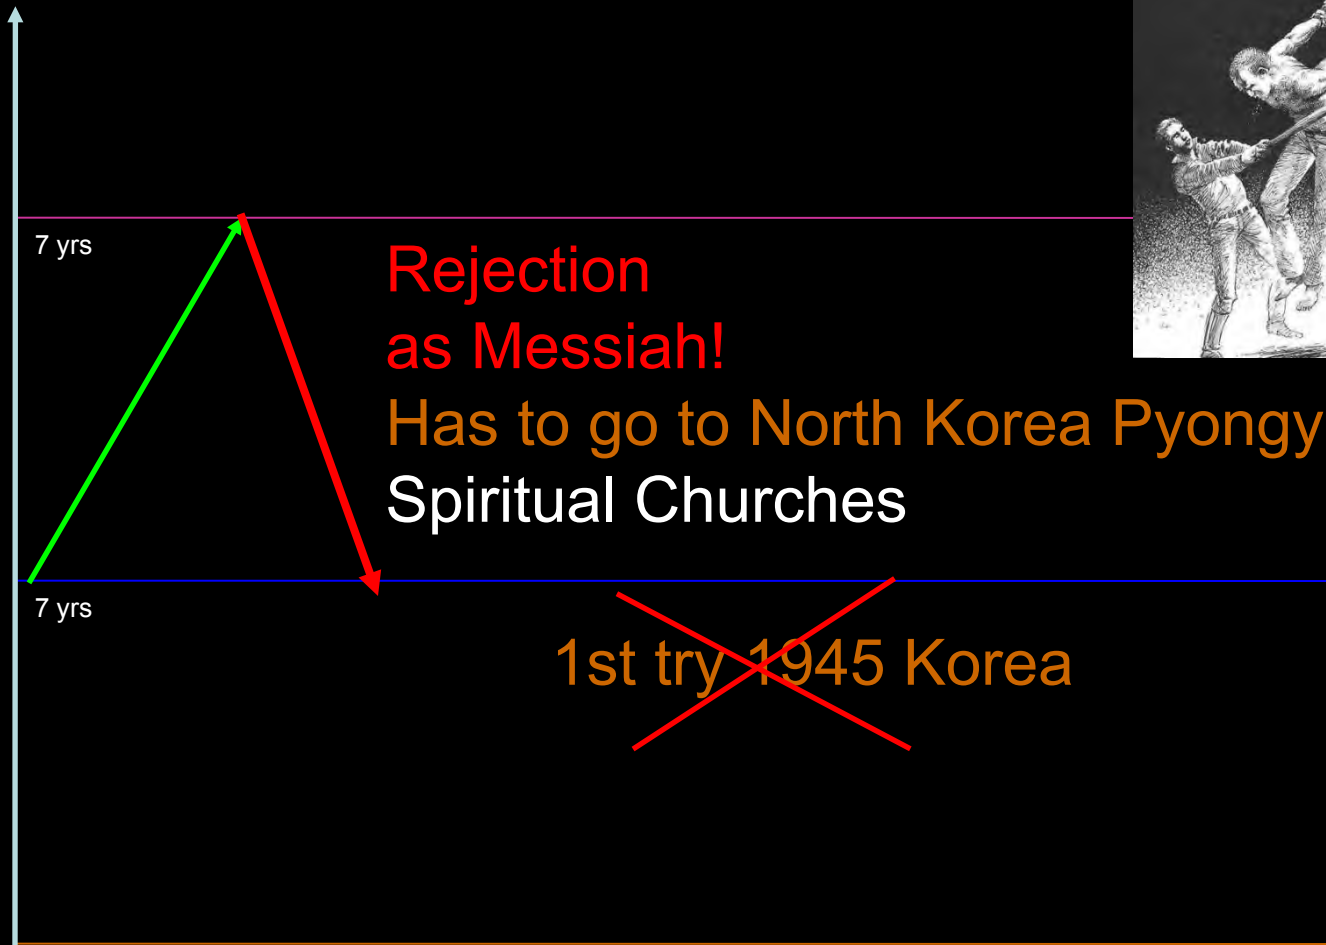 7 yrs
Rejection
as Messiah!
Has to go to North Korea Pyongy
Spiritual Churches
7 yrs
1st try 1945 Korea